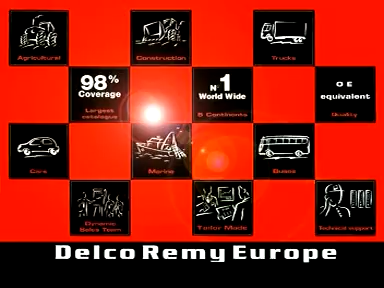 Agricultural
Construction
Trucks
98%
Coverage
Largest
catalogue
N°1
World Wide
5 Continents
O E
equivalent
Quality
Cars
Marine
Buses
Dynamic
Sales Team
Tailor Made
Technical support
Delco Remy Europe